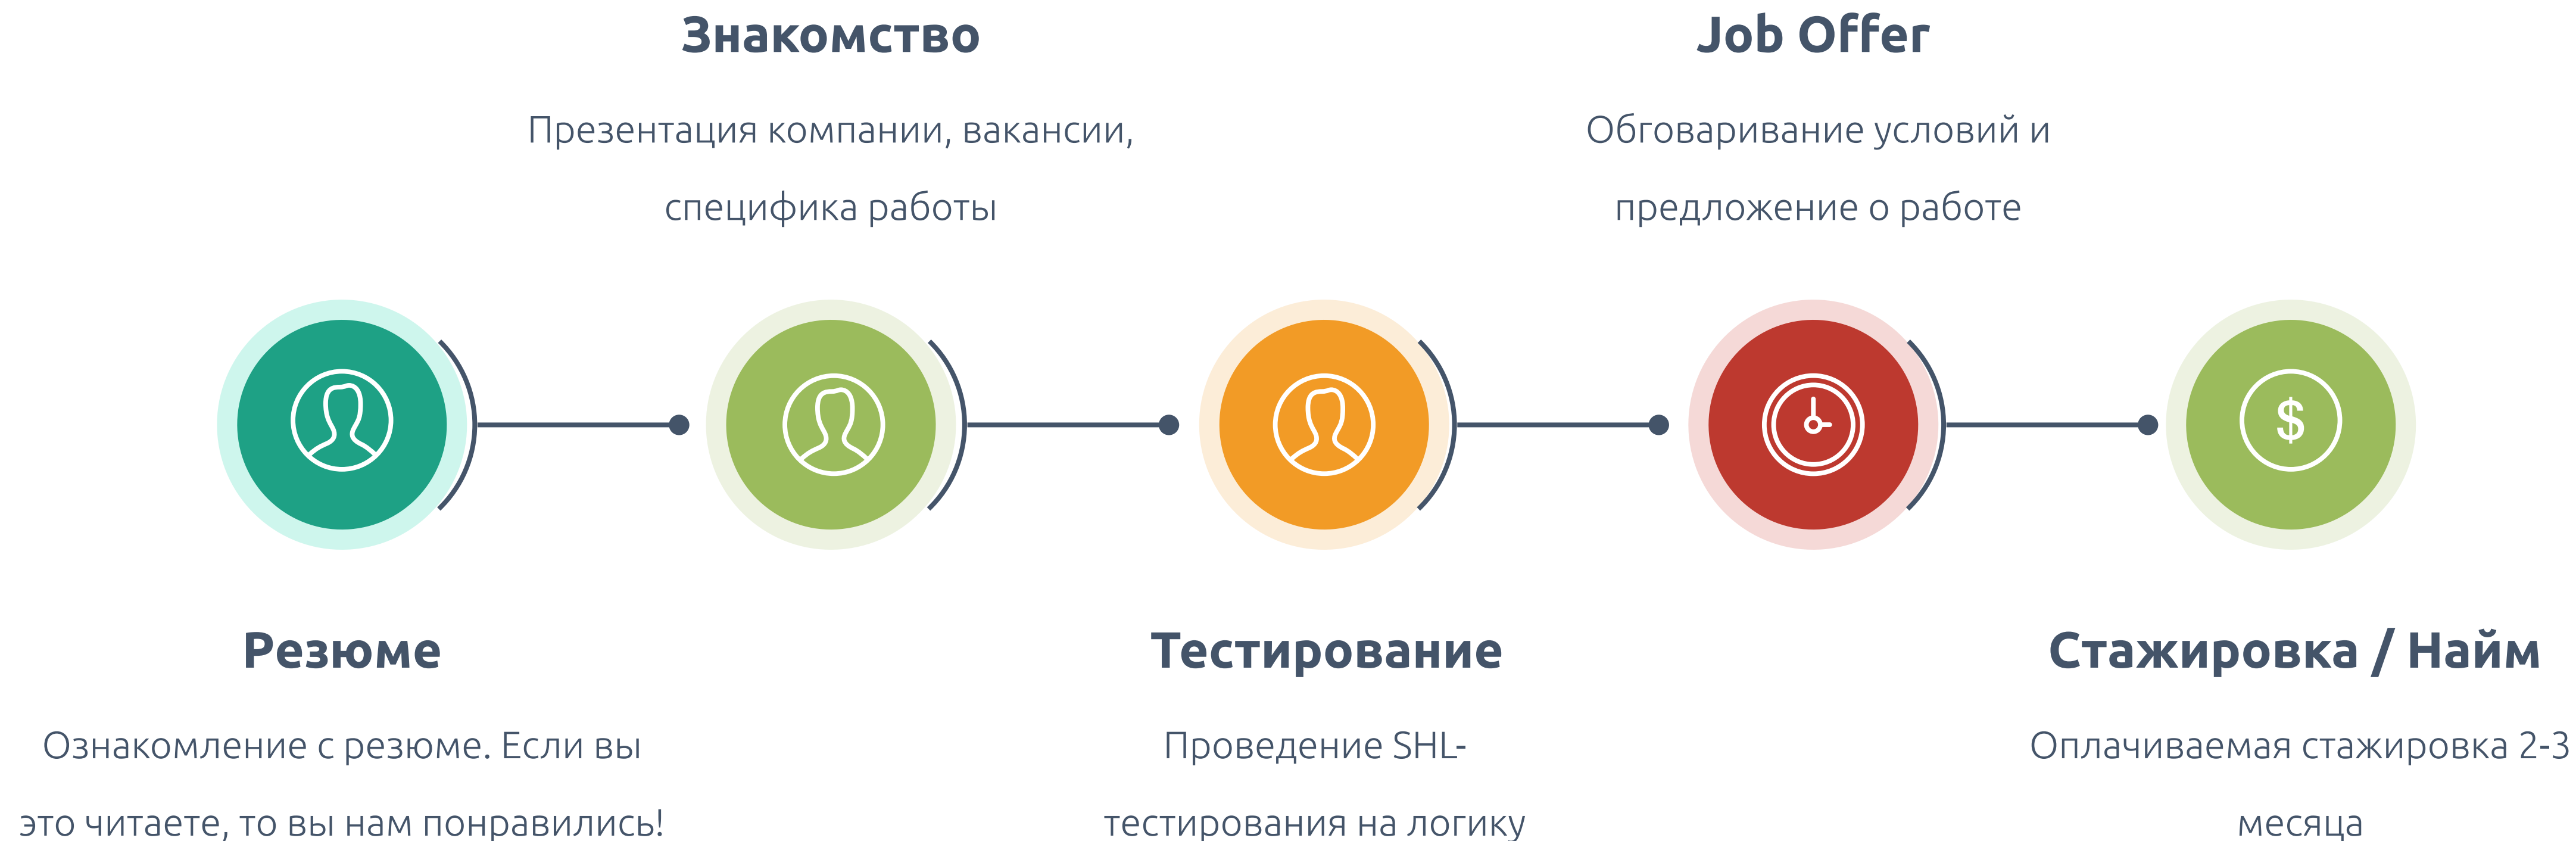 Знакомство
Презентация компании, вакансии,
специфика работы
Job Offer
Обговаривание условий и
предложение о работе
$
Резюме
Ознакомление с резюме. Если вы
это читаете, то вы нам понравились!
Тестирование
Проведение SHL-
тестирования на логику
Стажировка / Найм
Оплачиваемая стажировка 2-3
месяца